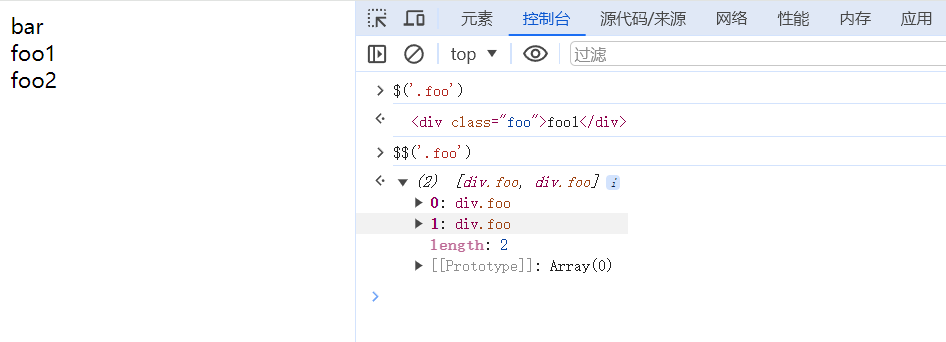 bar
foo1
foo2
元素 控制台 源代码/来源 网络 性能 内存 应用
top 过滤
$('.foo')
<div class="foo">foo1</div>
$$('.foo')
(2) [div.foo, div.foo] i
0: div.foo
1: div.foo
length: 2
[[Prototype]]: Array(0)